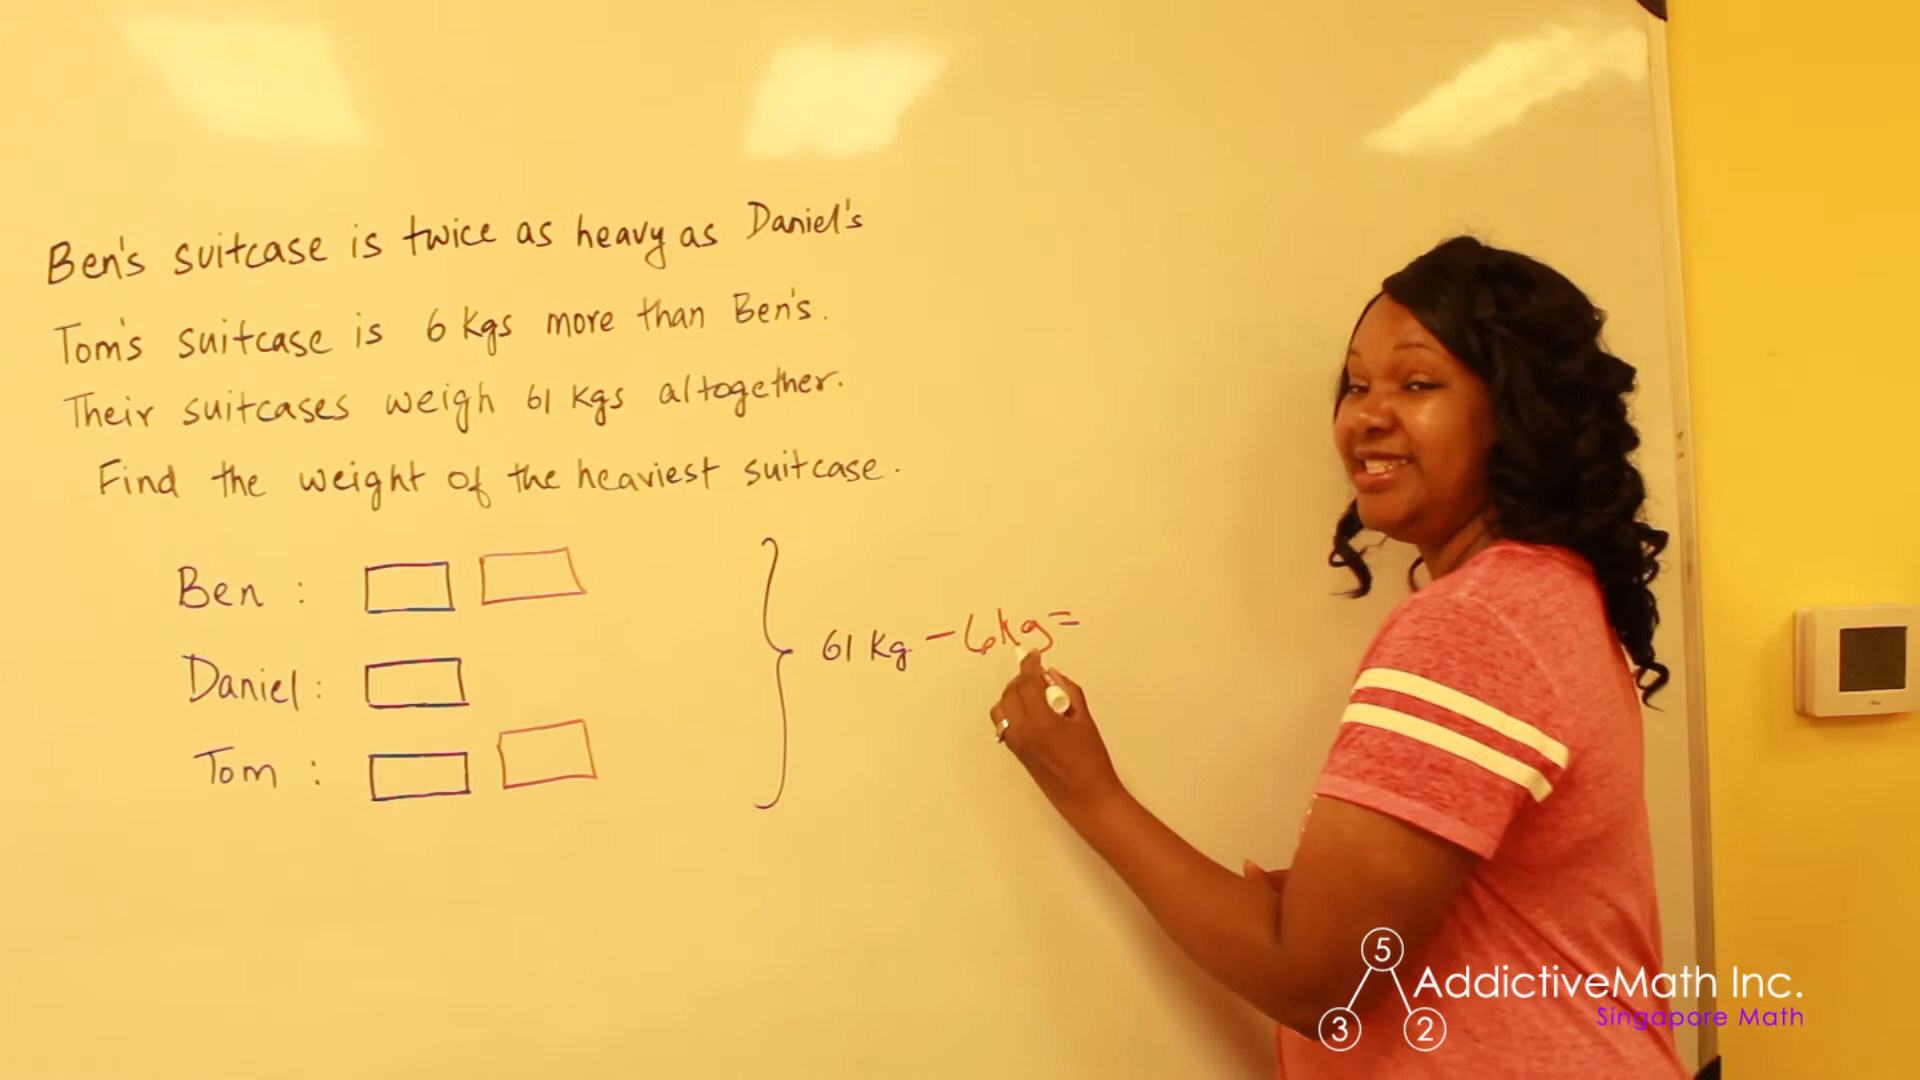 Ben's suitcase is twice as heavy as Daniel's
Tom's suitcase is 6 Kgs more than Ben's.
Their suitcases weigh 61 Kgs altogether.
Find the weight of the heaviest suitcase.
Ben :
Daniel :
Tom :
61 Kg - 6kg =
5
3 2
AddictiveMath Inc.
Singapore Math